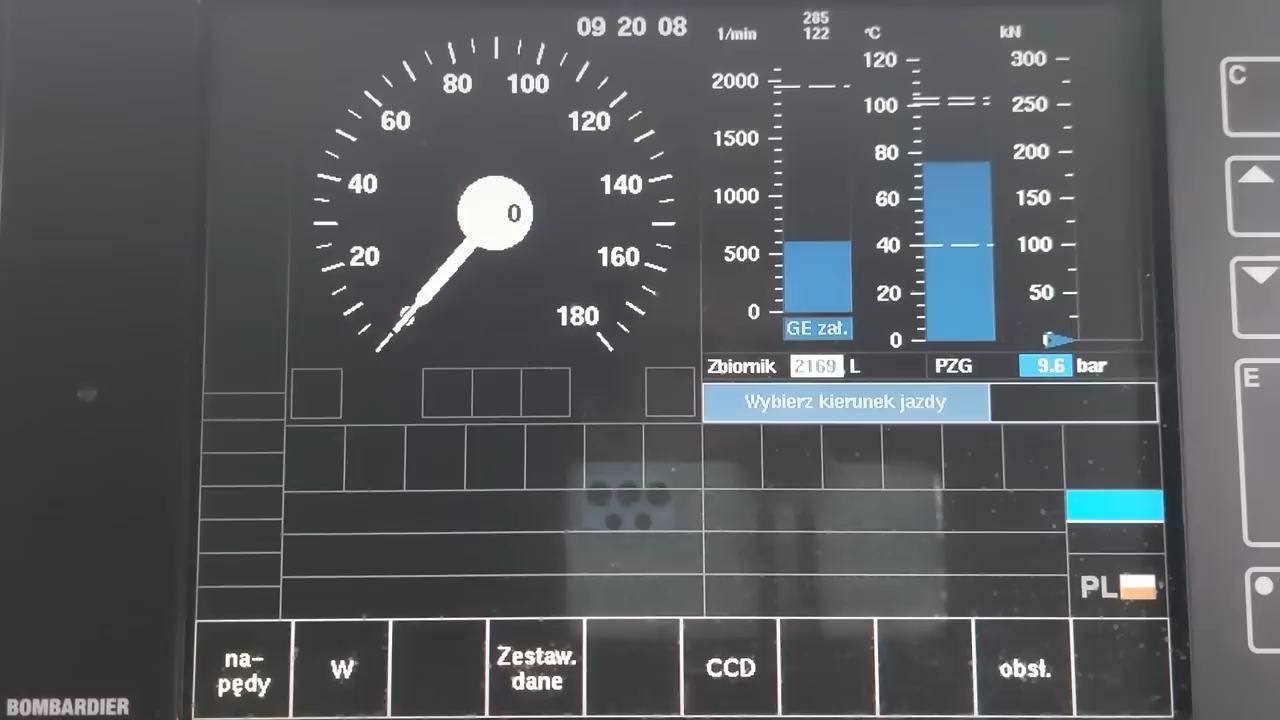 09 20 08
1/min
285
122
°C
kN
80
100
60
120
40
140
20
160
0
180
0
2000
1500
1000
500
0
GE zał.
120
100
80
60
40
20
0
300
250
200
150
100
50
0
Zbiornik 2169 L
PZG 9.6 bar
Wybierz kierunek jazdy
PL
na-
pędy
W
Zestaw.
dane
CCD
obsł.
BOMBARDIER
C
E